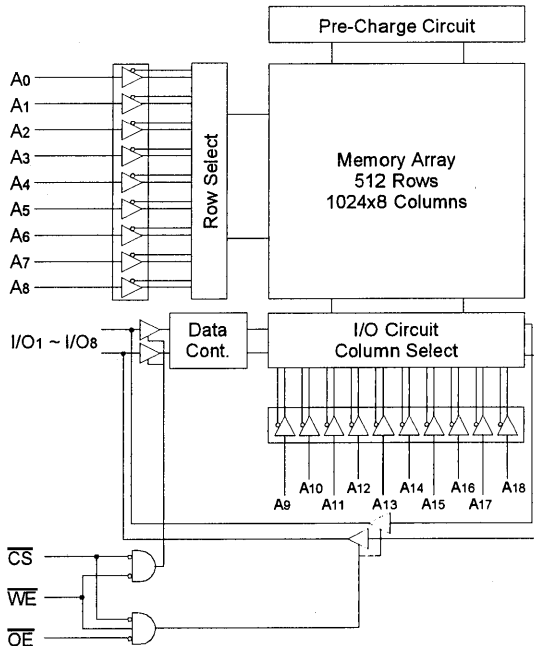 Pre-Charge Circuit
A0
A1
A2
A3
A4
A5
A6
A7
A8
Row Select
Memory Array
512 Rows
1024x8 Columns
I/O1 ~ I/O8
Data
Cont.
I/O Circuit
Column Select
A10 A12 A14 A16 A18
A9 A11 A13 A15 A17
CS
WE
OE